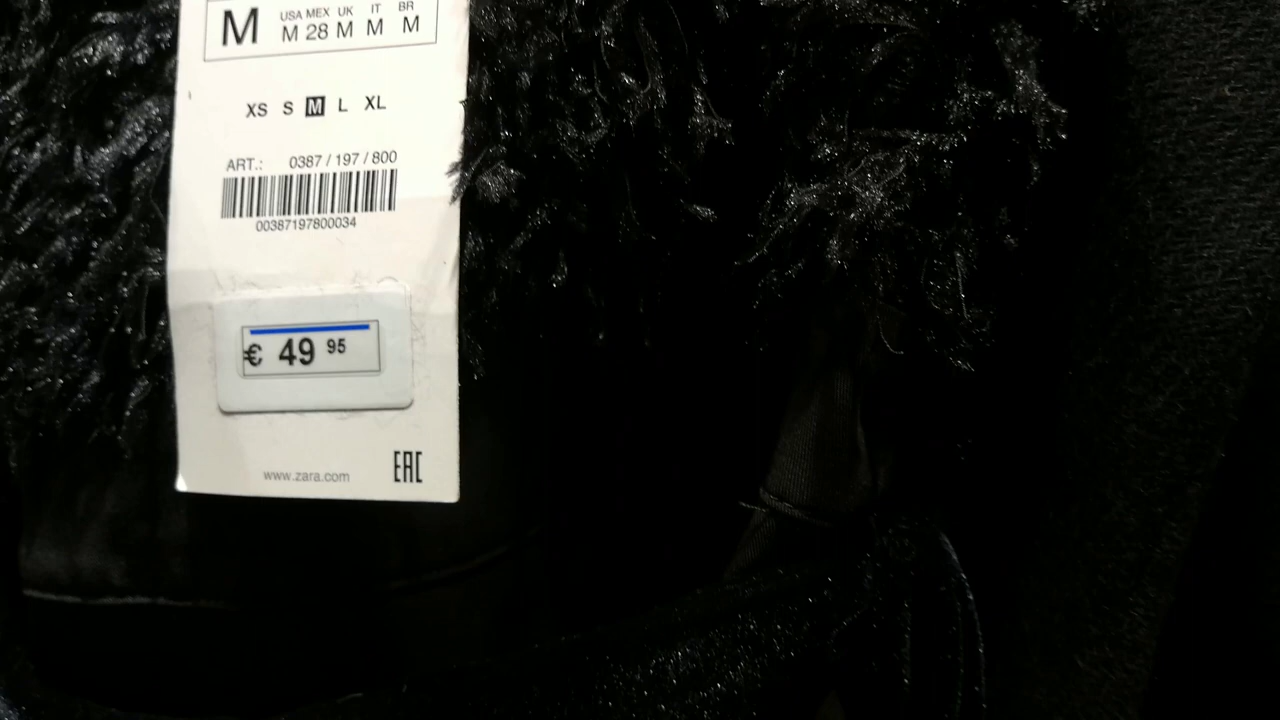 M USA MEX UK IT BR
M 28 M M M
XS S M L XL
ART.: 0387 / 197 / 800
00387197800034
€ 49 95
www.zara.com
EAC